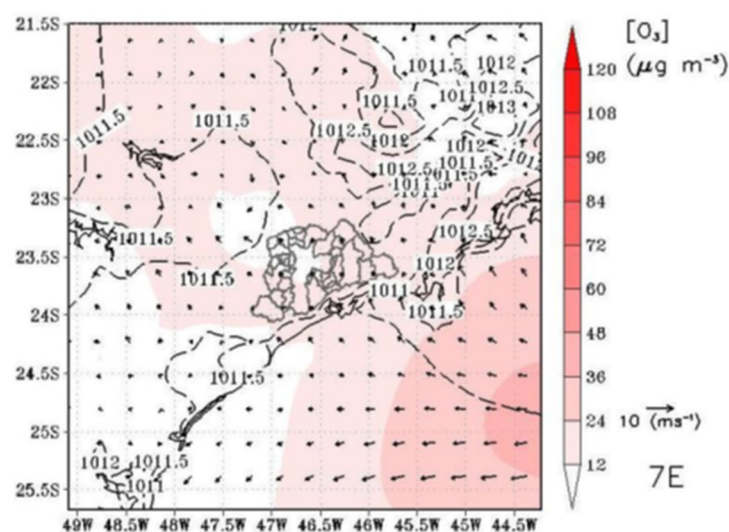 21.5S
22S
22.5S
23S
23.5S
24S
24.5S
25S
25.5S
49W 48.5W 48W 47.5W 47W 46.5W 46W 45.5W 45W 44.5W
1012
1011.5 1012
1011.5 1012.5
1013
1011.5 1011.5
1012.5 1012
1012
1012.5 1011.5
1011.5
1011.5 1012.5
1012
1011.5 1011
1011.5
1011.5
1012 1011.5
1011
[O₃]
(μg m⁻³)
120
108
96
84
72
60
48
36
24
12
10 (ms⁻¹)
7E